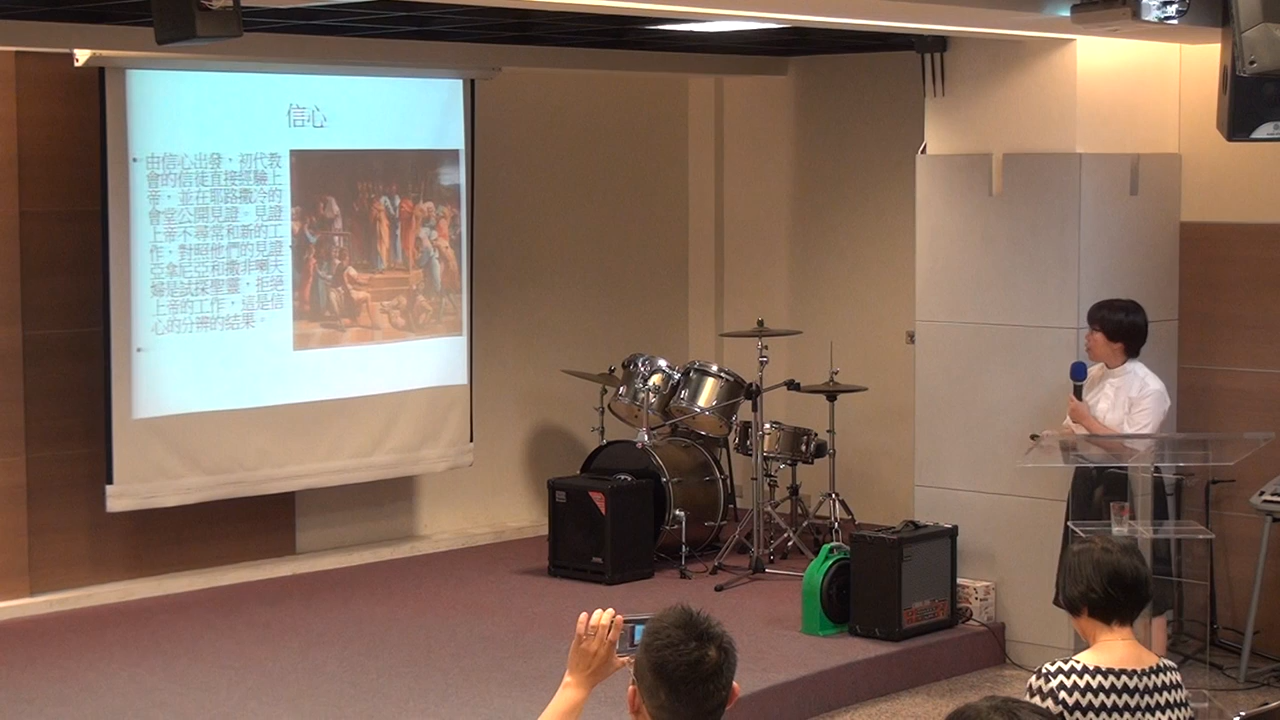 信心
由信心出發，初代教
會的信徒直接經驗上
帝，並在耶路撒冷的
會堂公開見證。見證
上帝不尋常和新的工
作，對照他們的見證，
亞拿尼亞和撒非喇夫
婦是試探聖靈，拒絕
上帝的工作，這是信
心的分辨的結果。